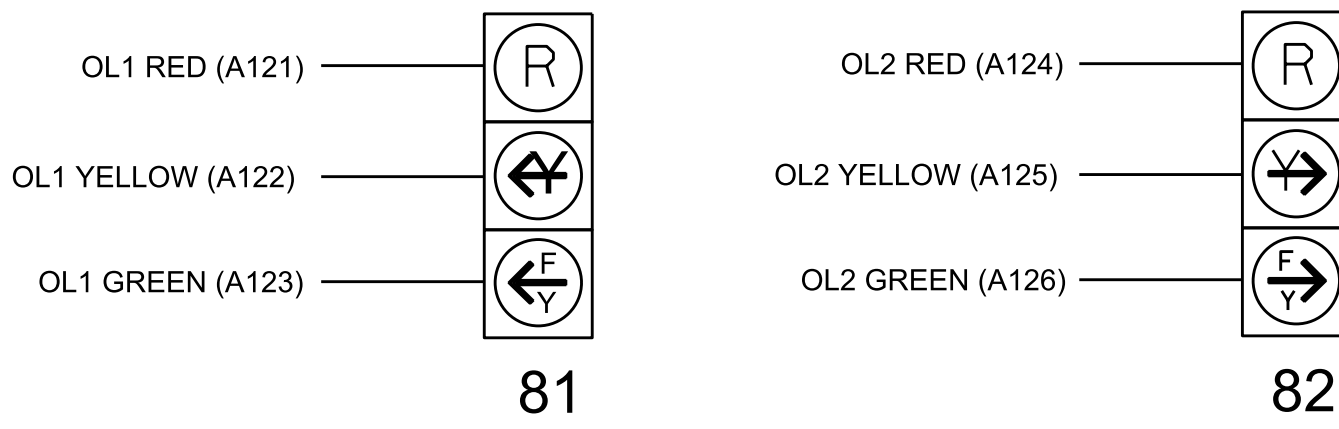 OL1 RED (A121)
R
OL1 YELLOW (A122)
Y
OL1 GREEN (A123)
F
Y
81
OL2 RED (A124)
R
OL2 YELLOW (A125)
Y
OL2 GREEN (A126)
F
Y
82